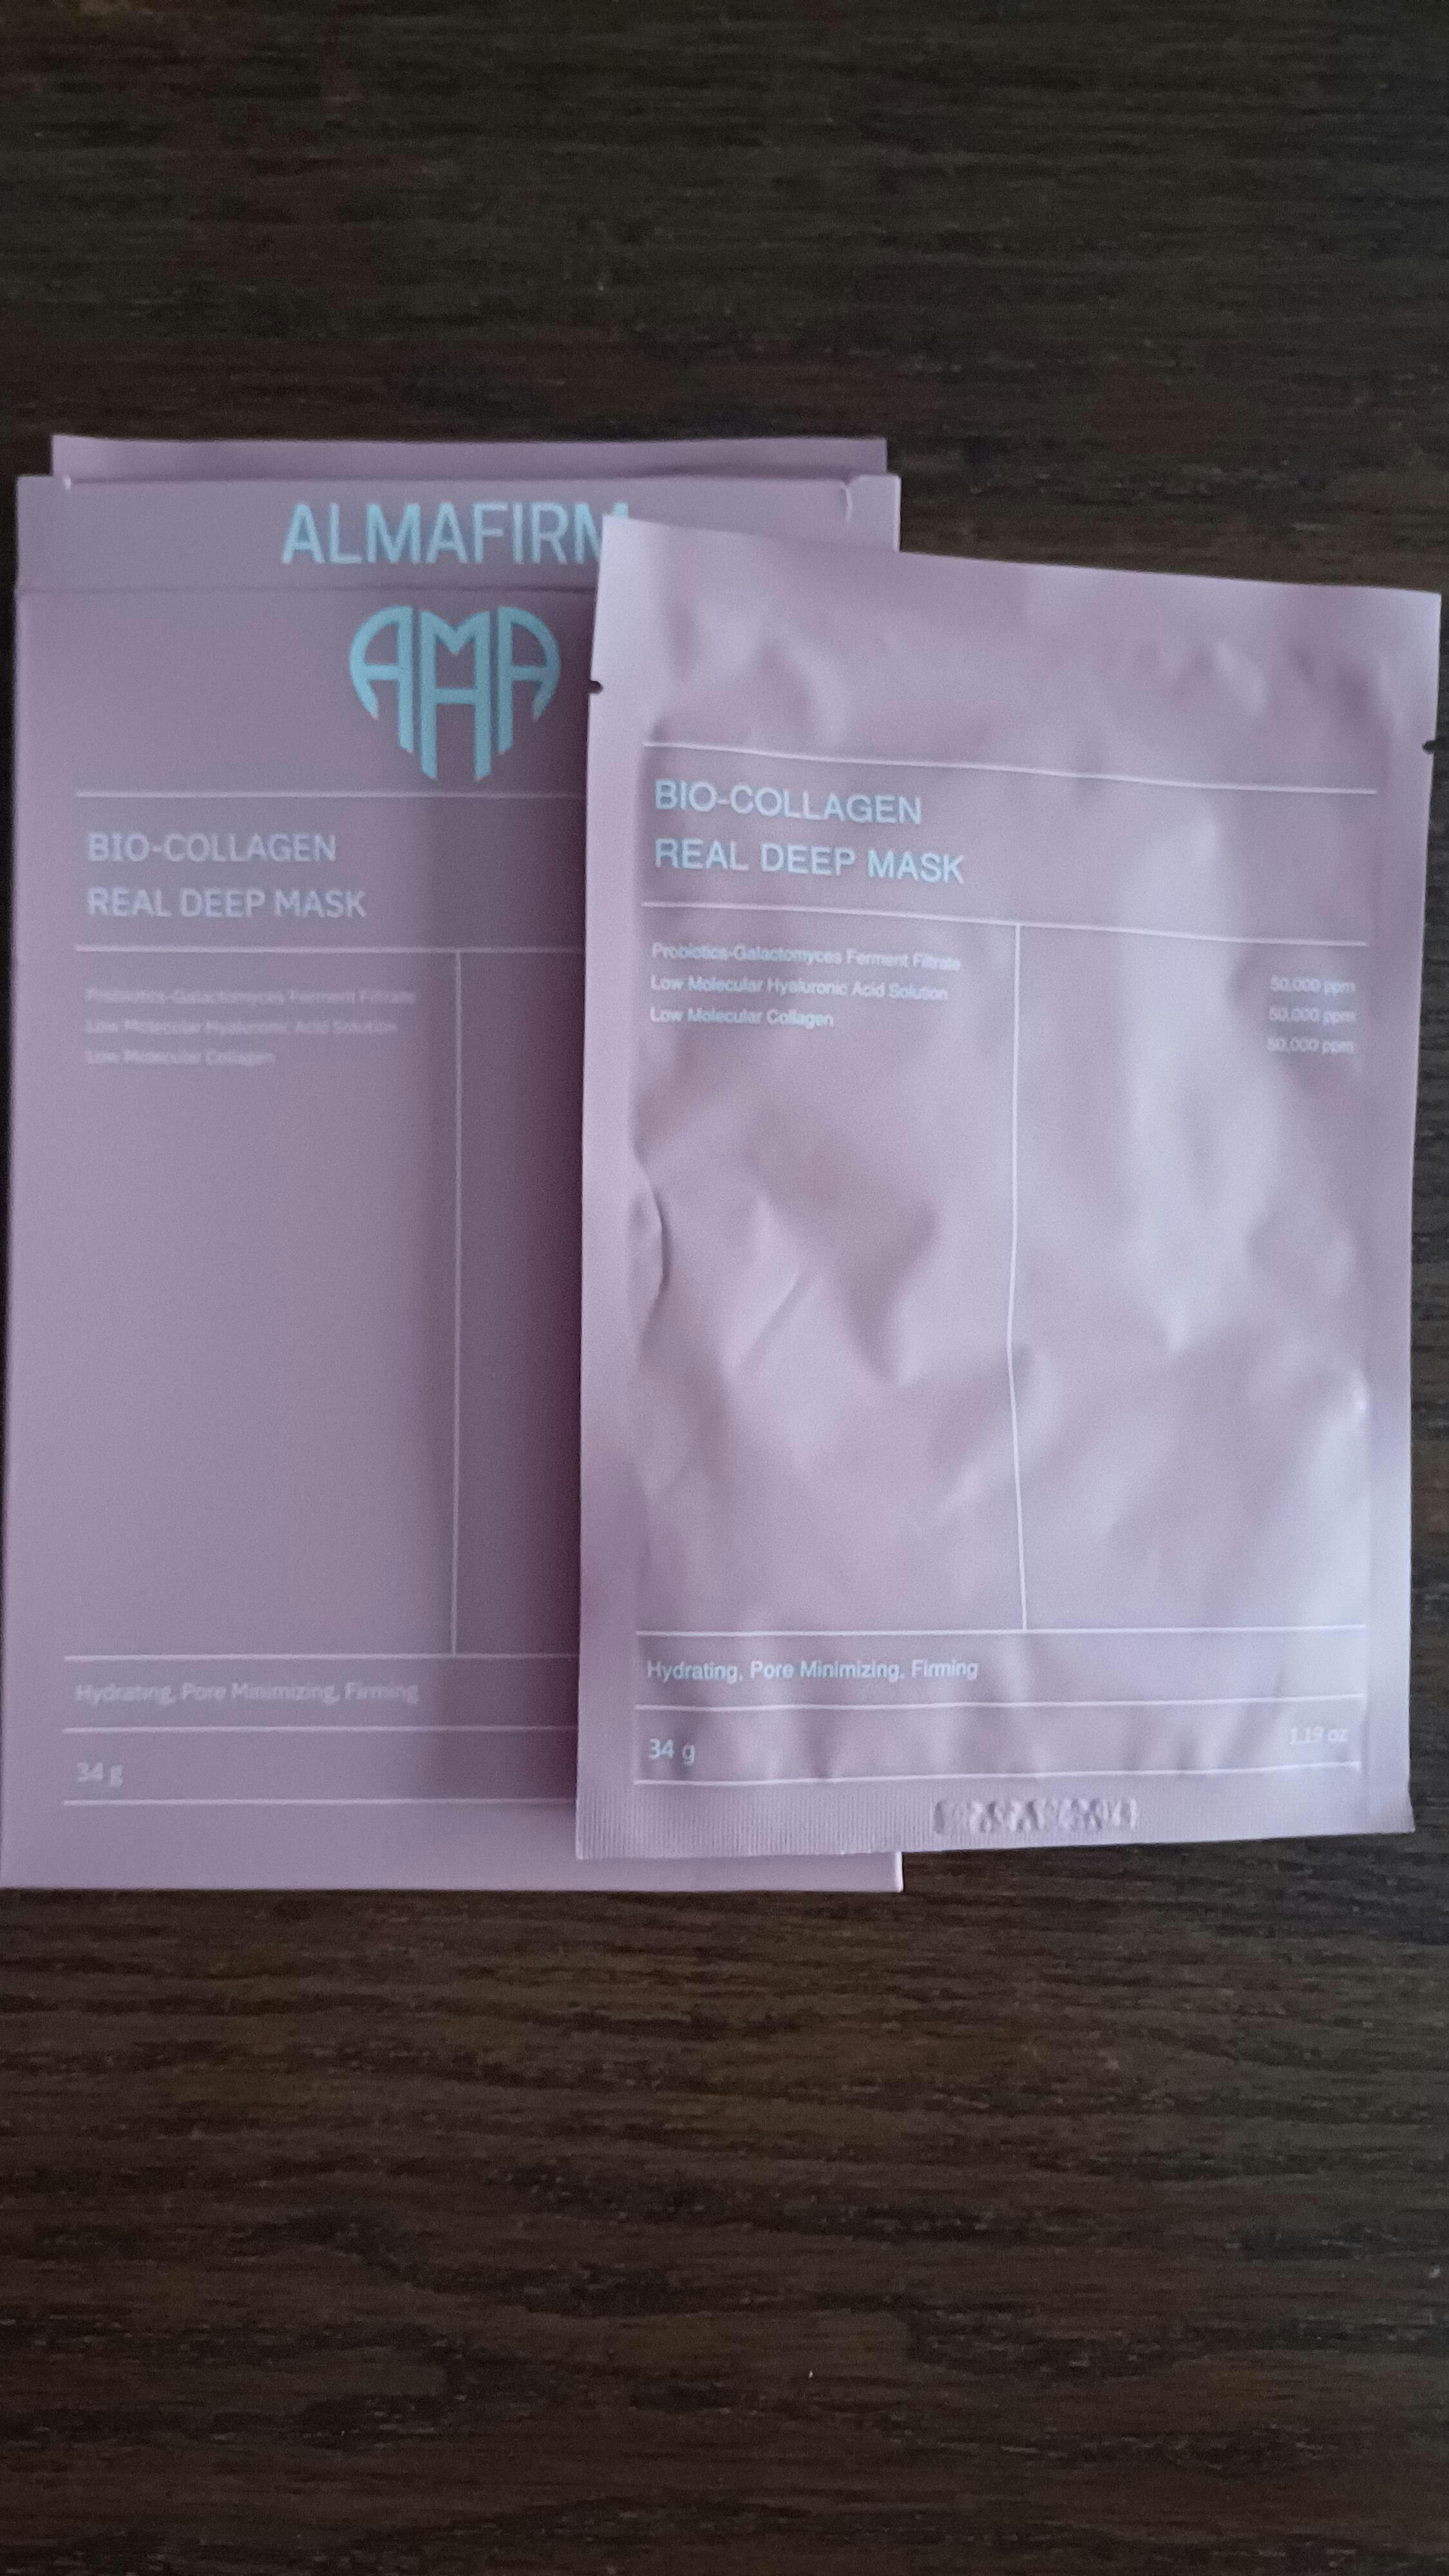 ALMAFIRM
AMA
BIO-COLLAGEN
REAL DEEP MASK
Probiotics-Galactomyces Ferment Filtrate
Low Molecular Hyaluronic Acid Solution
Low Molecular Collagen
Hydrating, Pore Minimizing, Firming
34 g
BIO-COLLAGEN
REAL DEEP MASK
Probiotics-Galactomyces Ferment Filtrate 50,000 ppm
Low Molecular Hyaluronic Acid Solution 50,000 ppm
Low Molecular Collagen 50,000 ppm
Hydrating, Pore Minimizing, Firming
34 g 1.19 oz